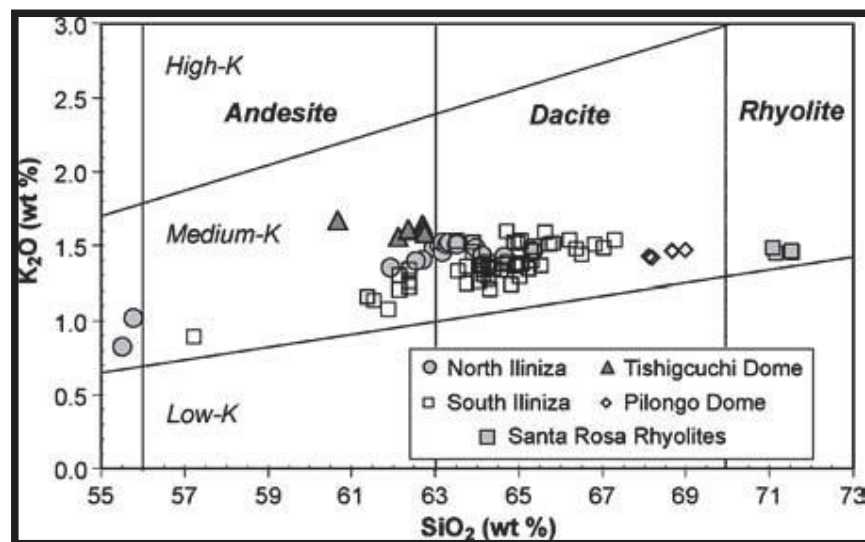 3.0
High-K
2.5
Andesite
Dacite
Rhyolite
2.0
K₂O (wt %)
Medium-K
1.5
1.0
North Iliniza
Tishigcuchi Dome
0.5
South Iliniza
Pilongo Dome
Low-K
Santa Rosa Rhyolites
0.0
55 57 61 63 65 67 69 71 73
SiO₂ (wt %)